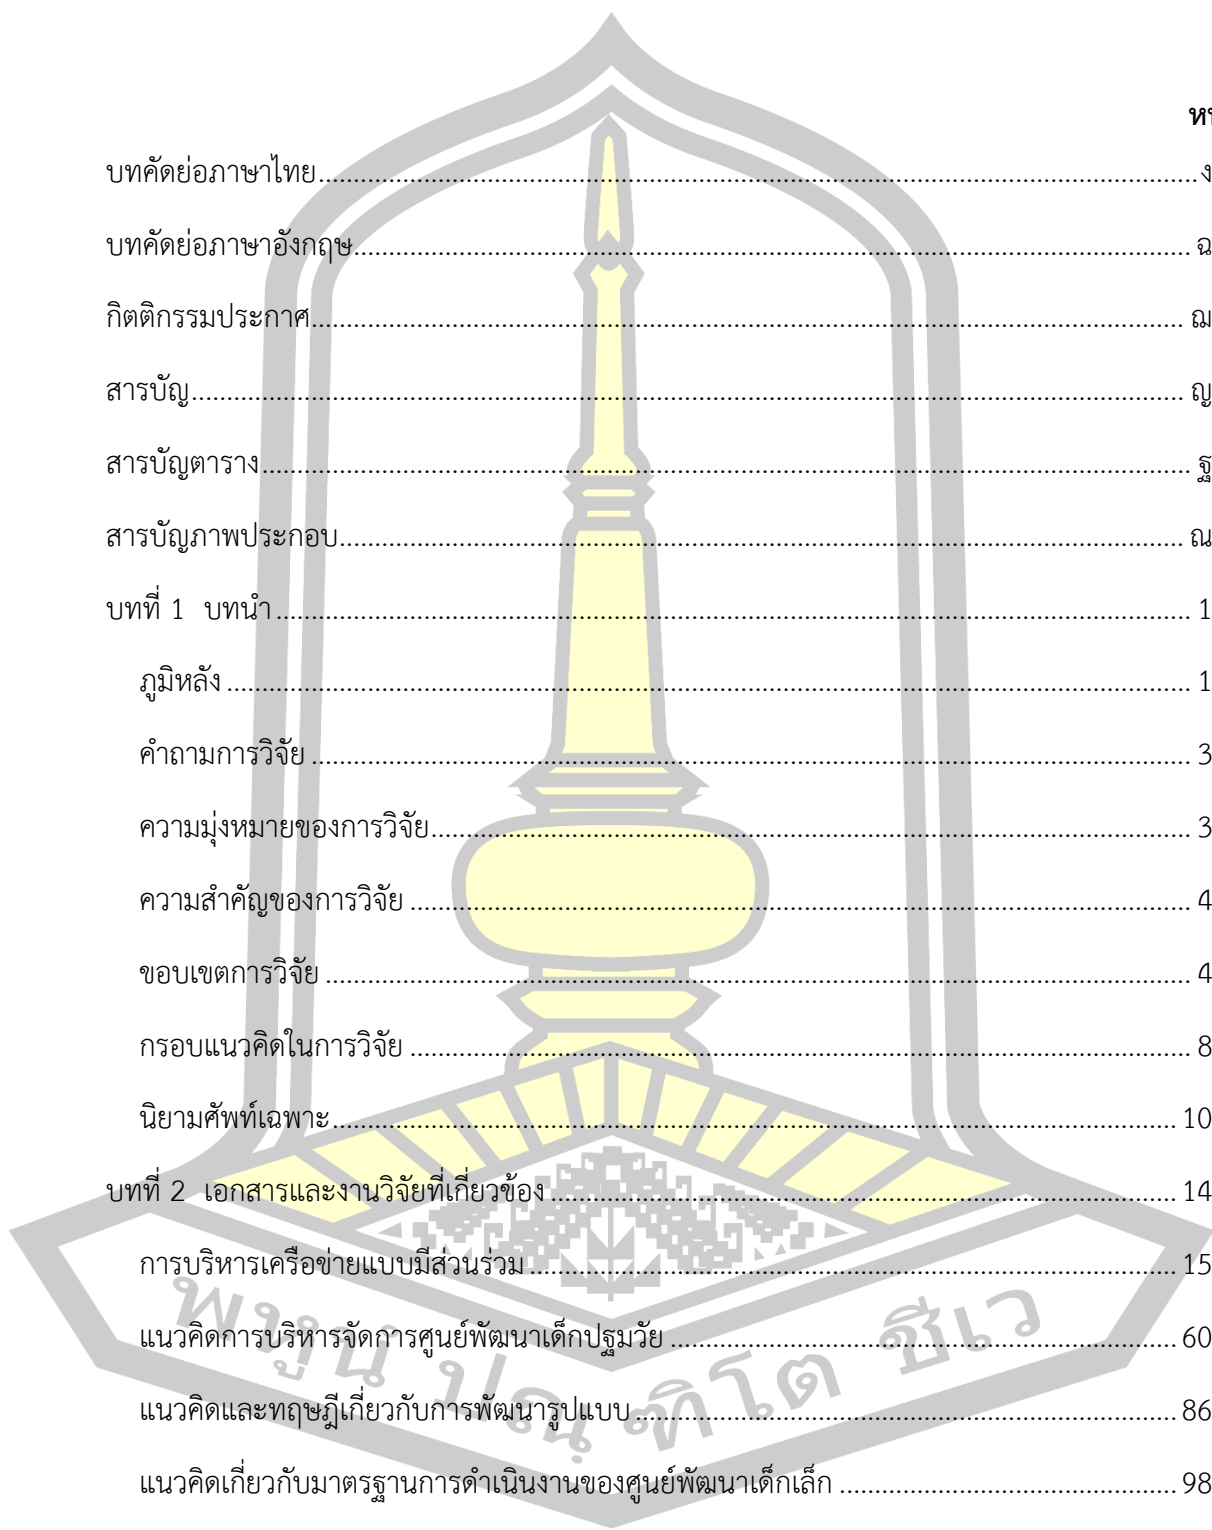 บทคัดย่อภาษาไทย ง
บทคัดย่อภาษาอังกฤษ ฉ
กิตติกรรมประกาศ ฌ
สารบัญ ญ
สารบัญตาราง ฐ
สารบัญภาพประกอบ ณ
บทที่ 1 บทนำ 1
ภูมิหลัง 1
คำถามการวิจัย 3
ความมุ่งหมายของการวิจัย 3
ความสำคัญของการวิจัย 4
ขอบเขตการวิจัย 4
กรอบแนวคิดในการวิจัย 8
นิยามศัพท์เฉพาะ 10
บทที่ 2 เอกสารและงานวิจัยที่เกี่ยวข้อง 14
การบริหารเครือข่ายแบบมีส่วนร่วม 15
แนวคิดการบริหารจัดการศูนย์พัฒนาเด็กปฐมวัย 60
แนวคิดและทฤษฎีเกี่ยวกับการพัฒนารูปแบบ 86
แนวคิดเกี่ยวกับมาตรฐานการดำเนินงานของศูนย์พัฒนาเด็กเล็ก 98
พหูนํ ปณฺฑิโต ชีเว